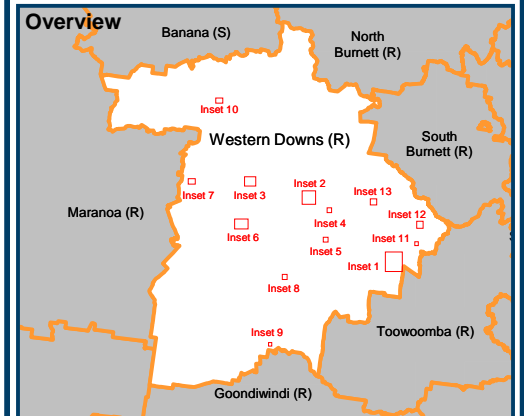 Overview
Banana (S)
North
Burnett (R)
Inset 10
Western Downs (R)
South
Burnett (R)
Inset 7
Inset 3
Inset 2
Inset 13
Maranoa (R)
Inset 4
Inset 12
Inset 6
Inset 5
Inset 11
Inset 1
Inset 8
Inset 9
Toowoomba (R)
Goondiwindi (R)